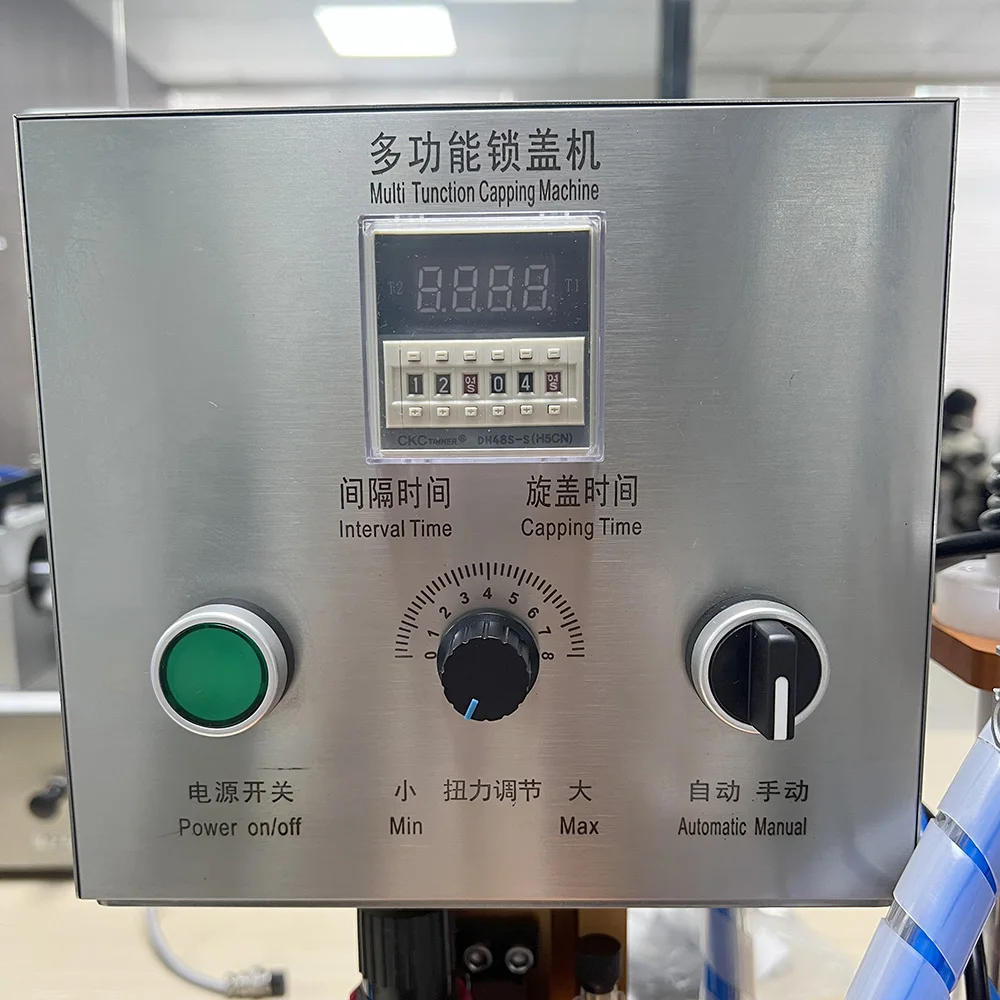 多功能锁盖机
Multi Tunction Capping Machine
T2 8.8.8.8. T1
1 2 0.1S 0 4 0.1S
CKC TIMNER® DH48S-S(H5CN)
间隔时间 旋盖时间
Interval Time Capping Time
0 1 2 3 4 5 6 7 8
电源开关 小 扭力调节 大 自动 手动
Power on/off Min Max Automatic Manual